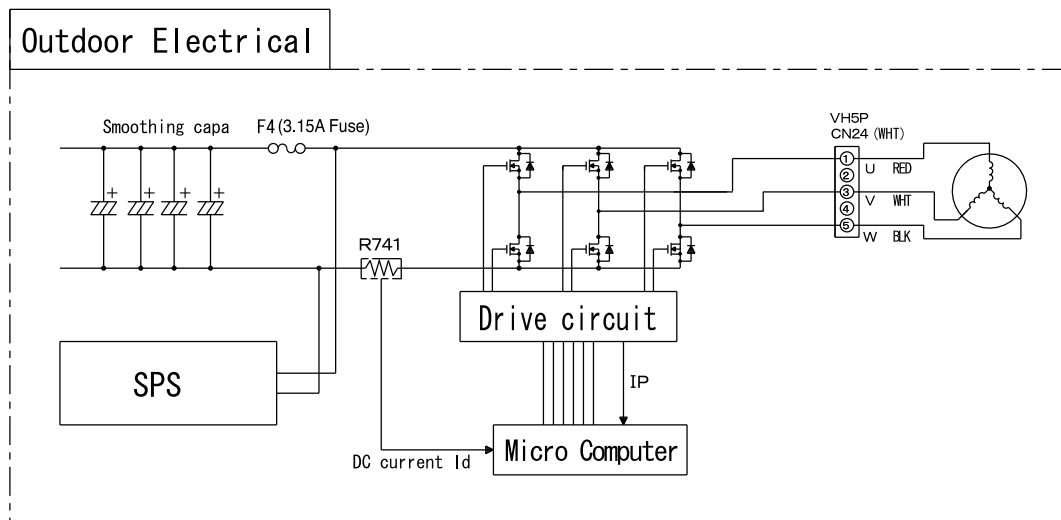 Outdoor Electrical
Smoothing capa
F4(3.15A Fuse)
VH5P
CN24 (WHT)
+ + + +
①
U RED
②
③
V WHT
④
⑤
W BLK
R741
Drive circuit
SPS
IP
Micro Computer
DC current Id